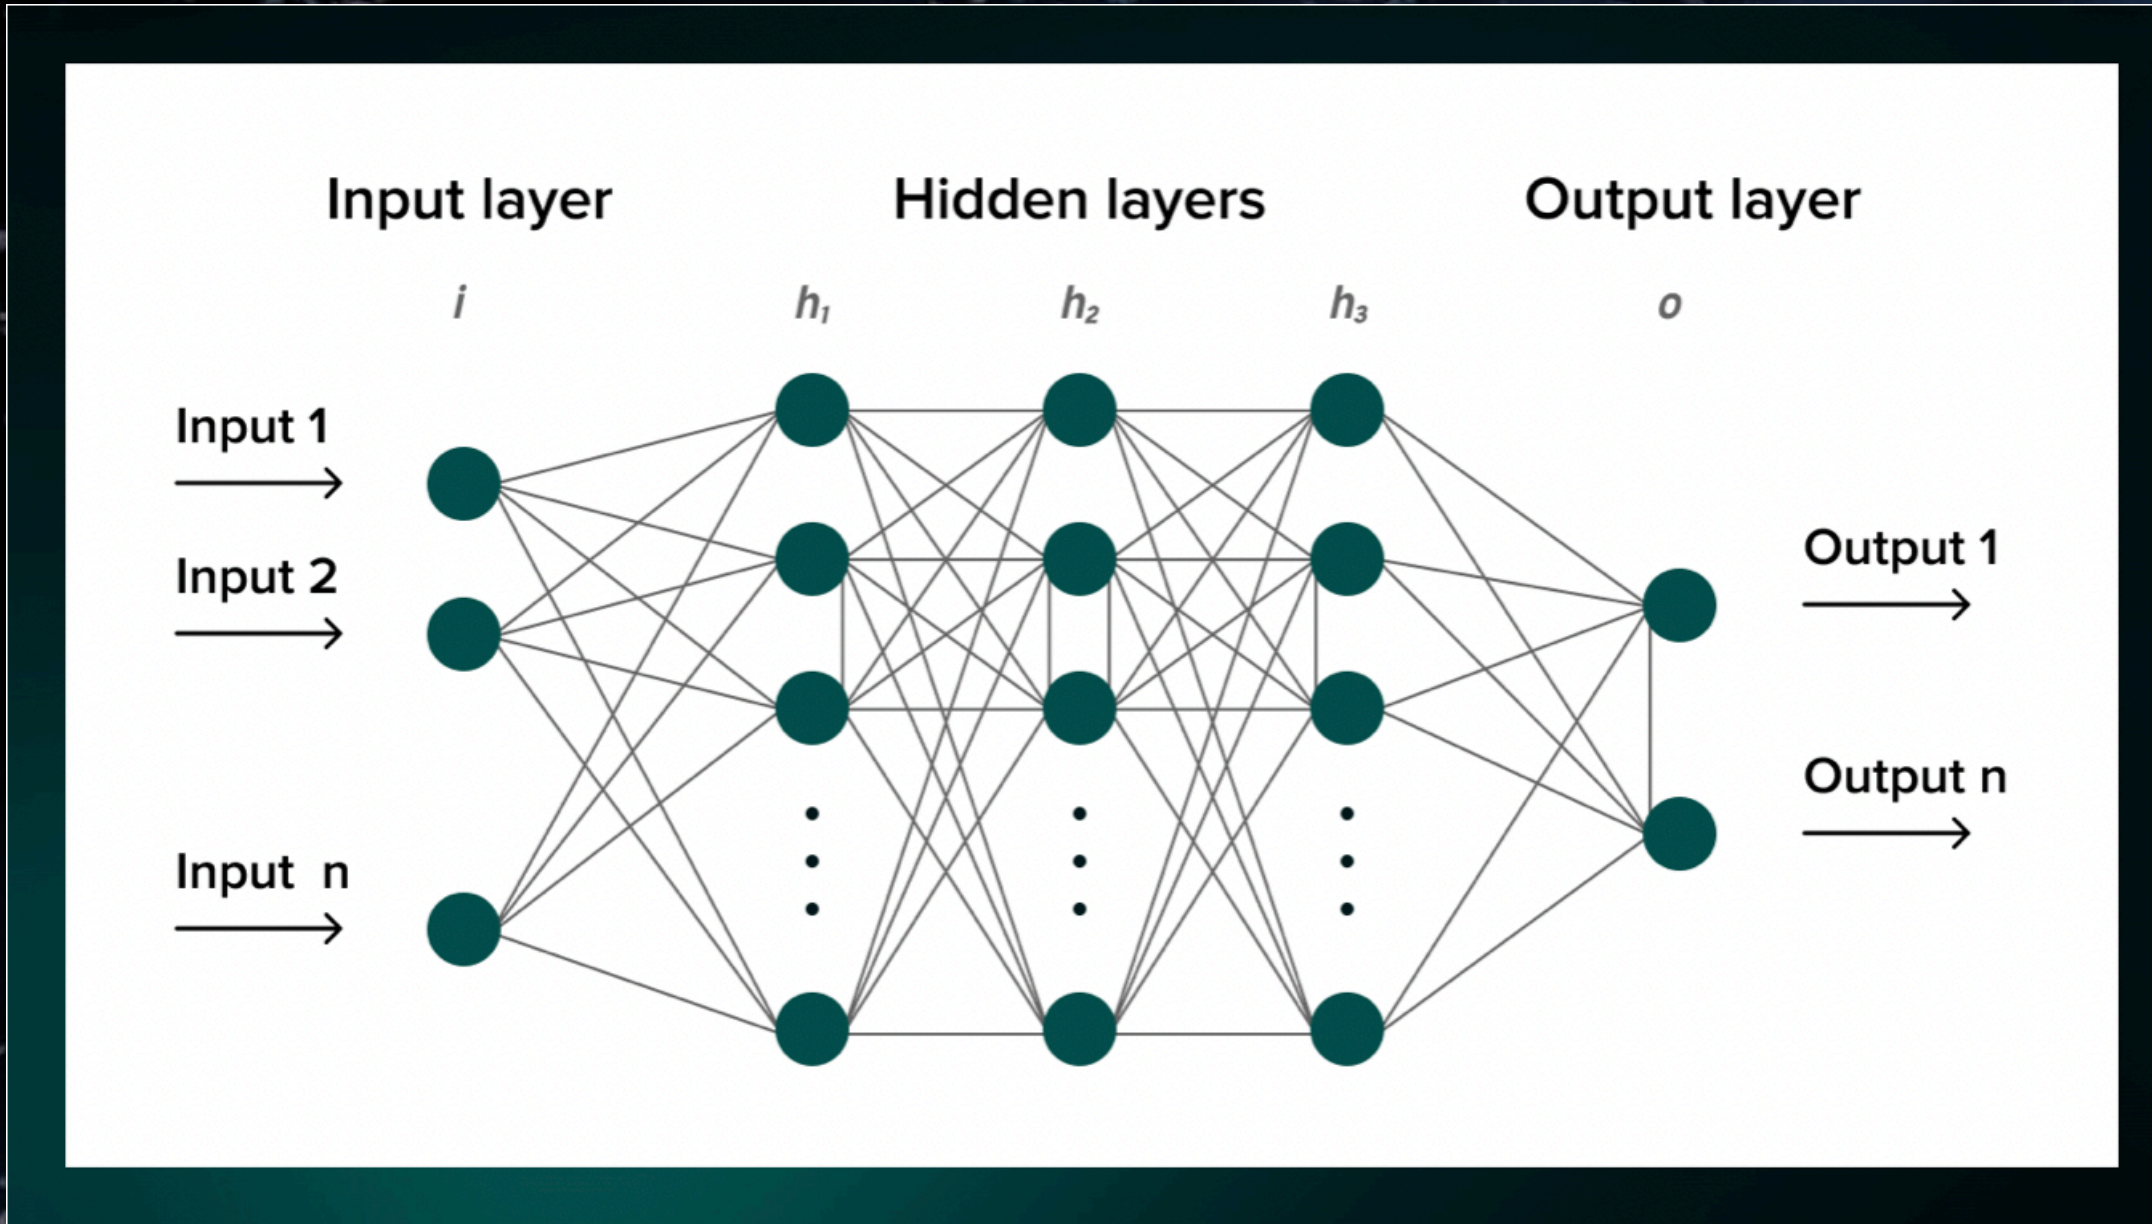 Input layer
Hidden layers
Output layer
i
h₁
h₂
h₃
o
Input 1
Input 2
Input n
Output 1
Output n